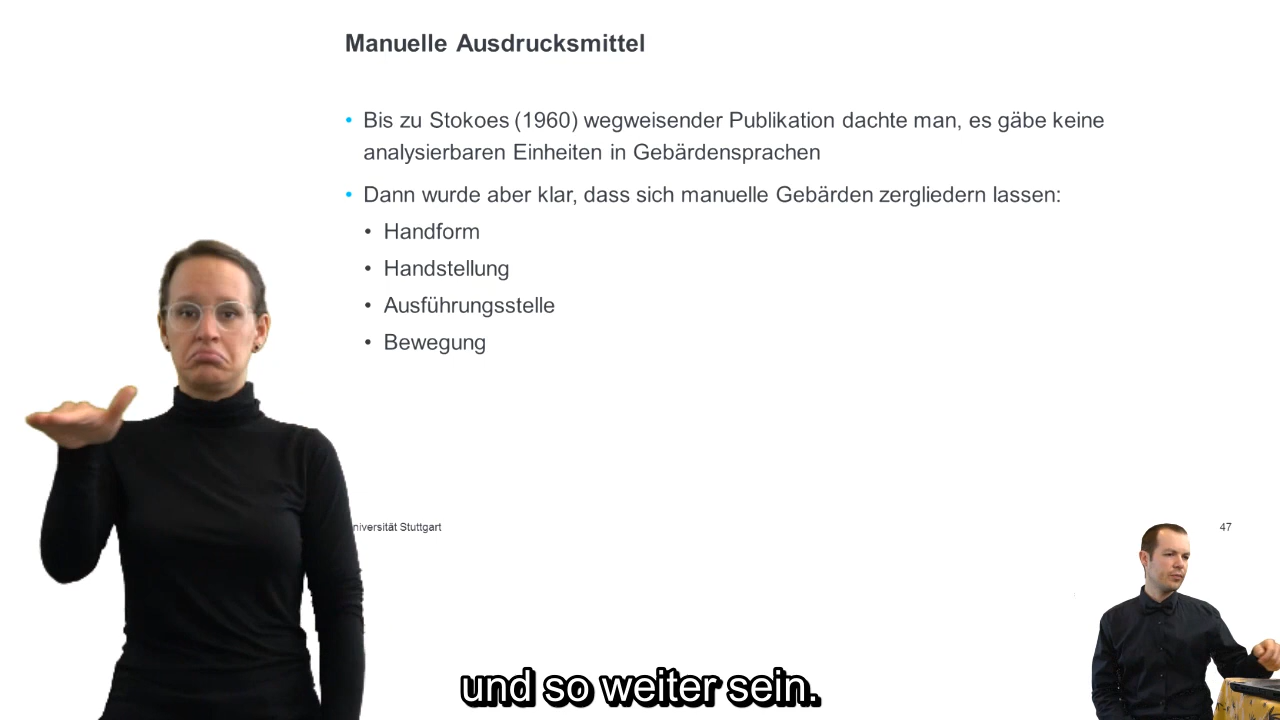 Manuelle Ausdrucksmittel
• Bis zu Stokoes (1960) wegweisender Publikation dachte man, es gäbe keine
analysierbaren Einheiten in Gebärdensprachen
• Dann wurde aber klar, dass sich manuelle Gebärden zergliedern lassen:
• Handform
• Handstellung
• Ausführungsstelle
• Bewegung
niversität Stuttgart
47
und so weiter sein.